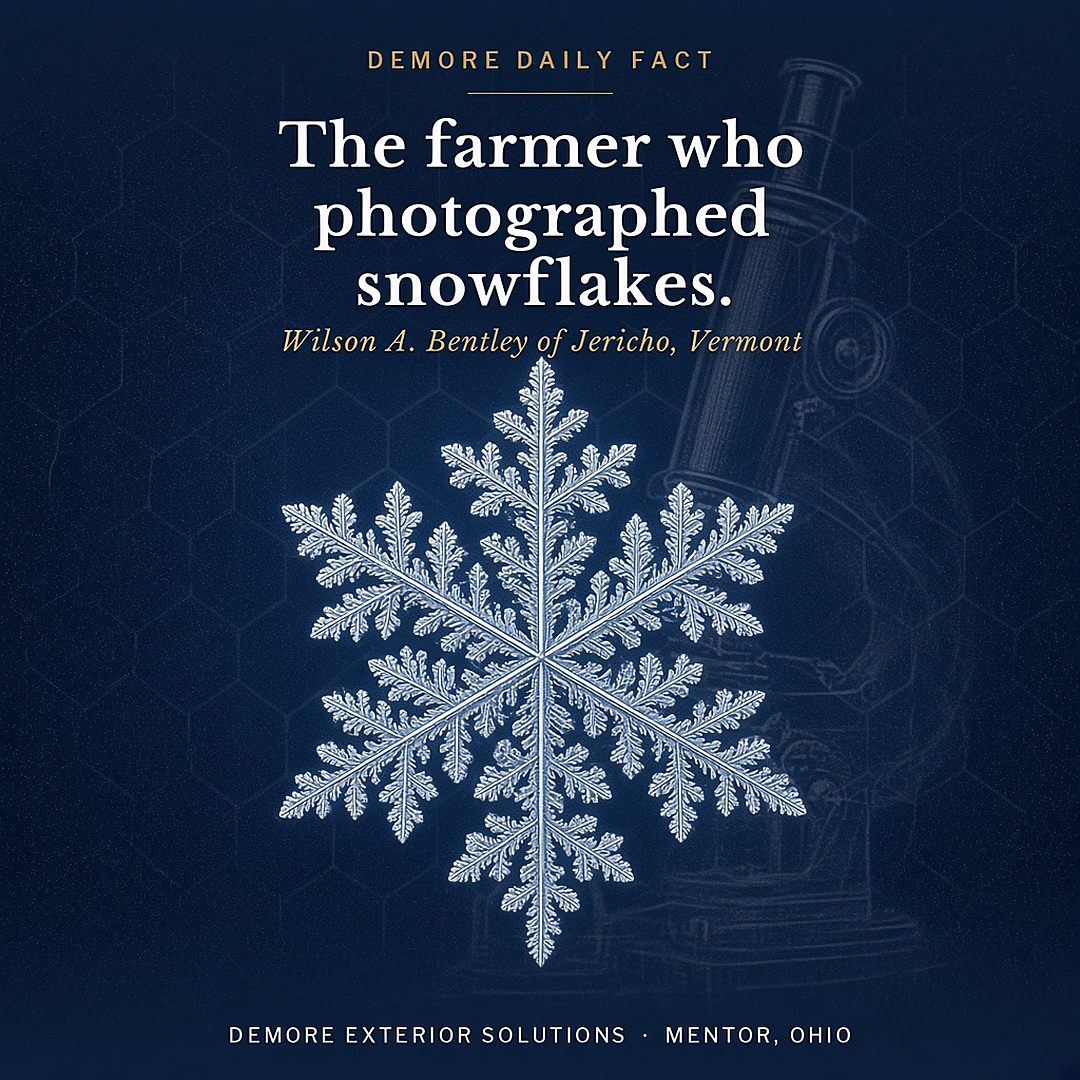 DEMORE DAILY FACT
The farmer who
photographed
snowflakes.
Wilson A. Bentley of Jericho, Vermont
DEMORE EXTERIOR SOLUTIONS · MENTOR, OHIO